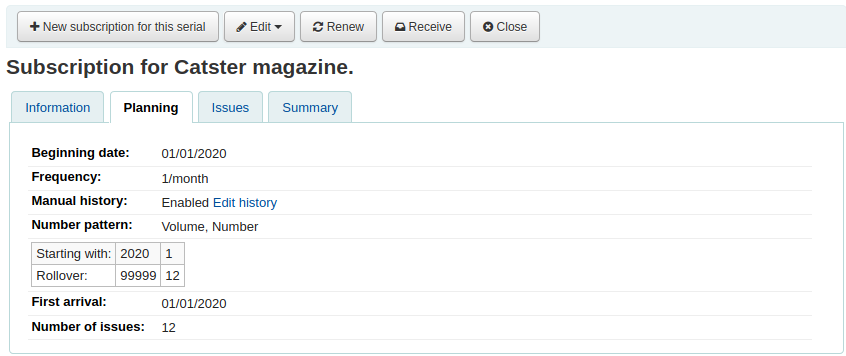 New subscription for this serial Edit Renew Receive Close
Subscription for Catster magazine.
Information Planning Issues Summary
Beginning date: 01/01/2020
Frequency: 1/month
Manual history: Enabled Edit history
Number pattern: Volume, Number
Starting with: 2020 1
Rollover: 99999 12
First arrival: 01/01/2020
Number of issues: 12